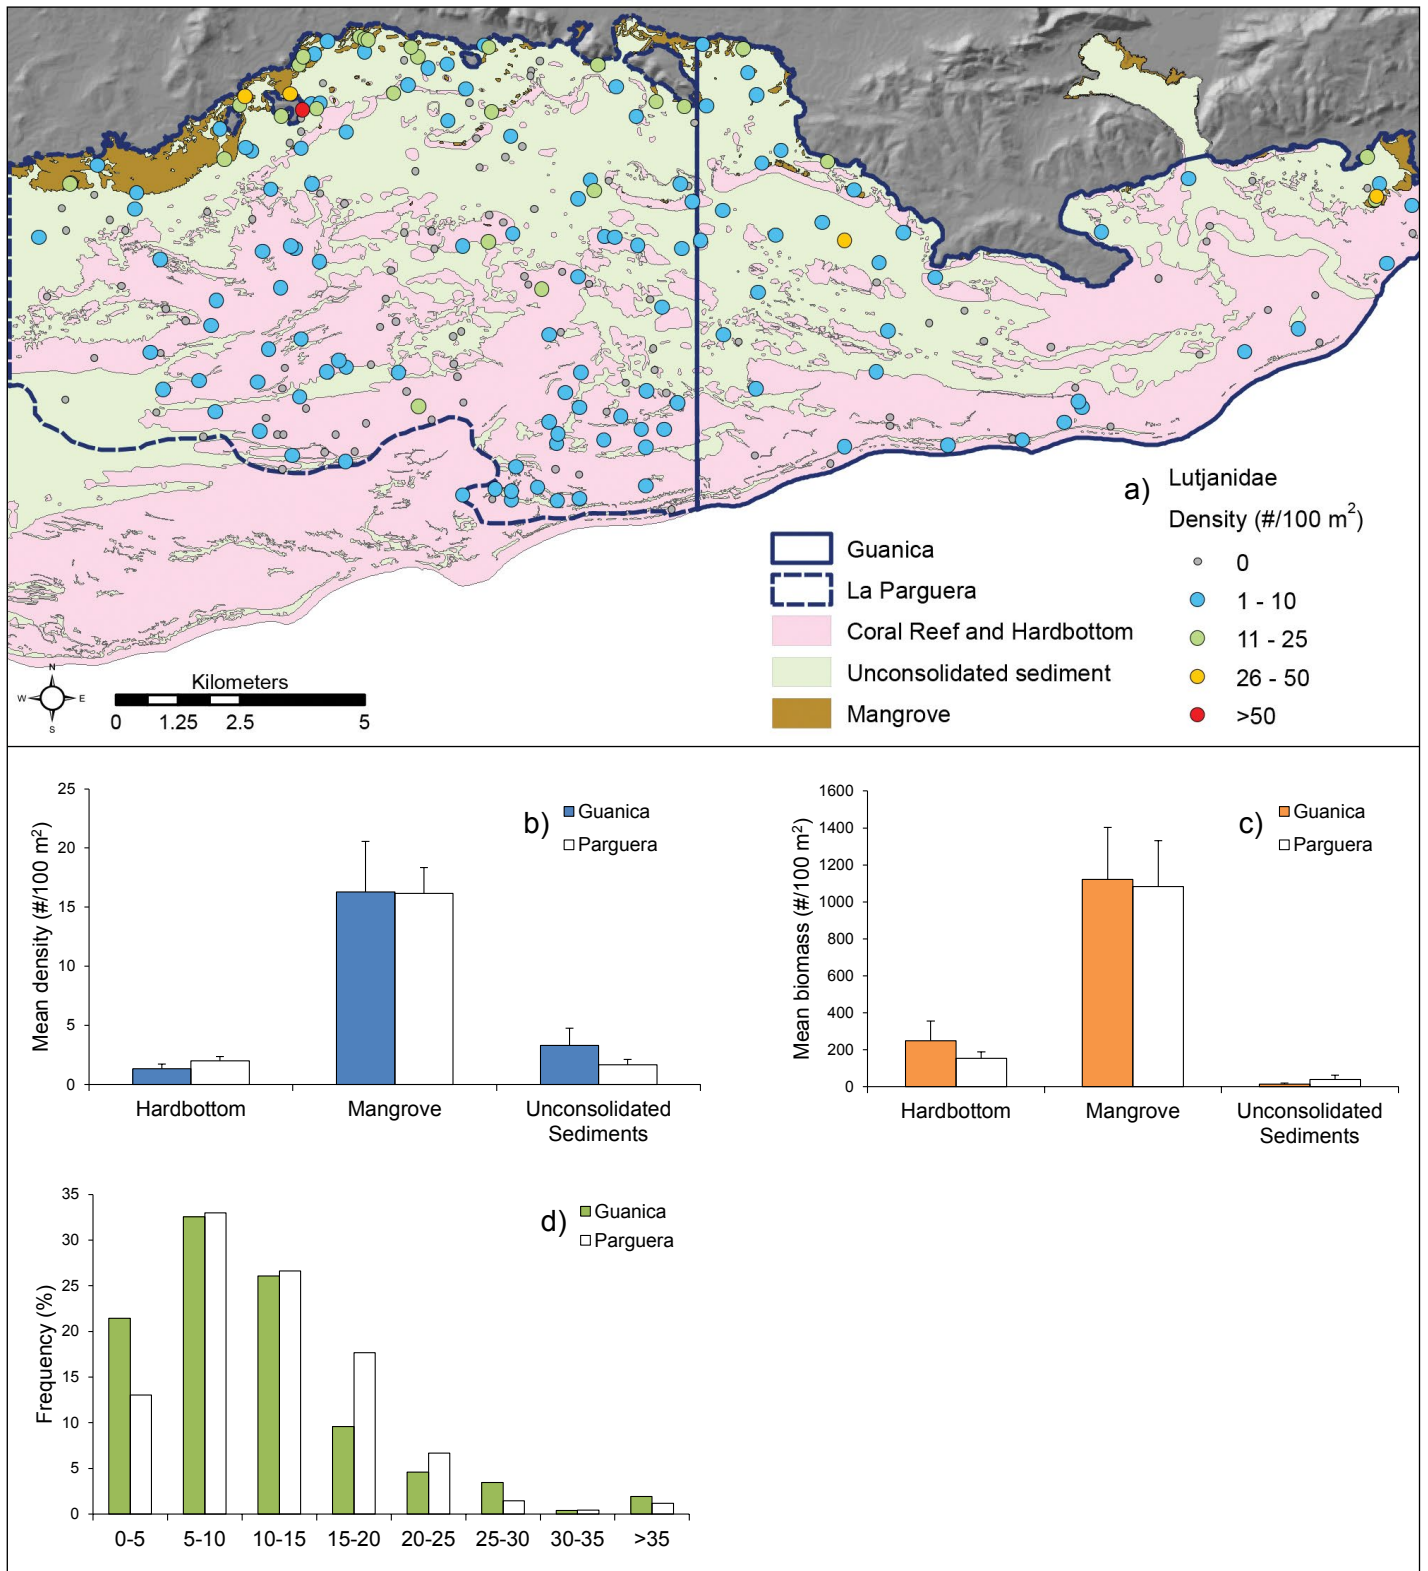 a) Lutjanidae
Density (#/100 m²)
0
1 - 10
11 - 25
26 - 50
>50
Guanica
La Parguera
Coral Reef and Hardbottom
Unconsolidated sediment
Mangrove
N
W E
S
Kilometers
0 1.25 2.5 5
b)
Guanica
Parguera
Mean density (#/100 m²)
25
20
15
10
5
0
Hardbottom Mangrove Unconsolidated
Sediments
c)
Guanica
Parguera
Mean biomass (#/100 m²)
1600
1400
1200
1000
800
600
400
200
0
Hardbottom Mangrove Unconsolidated
Sediments
d)
Guanica
Parguera
Frequency (%)
35
30
25
20
15
10
5
0
0-5 5-10 10-15 15-20 20-25 25-30 30-35 >35